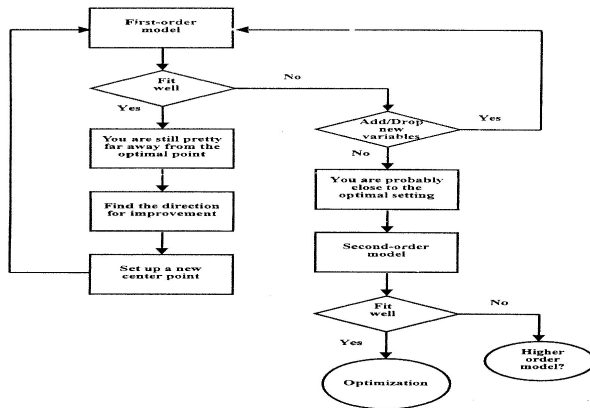 First-order
model
Fit
well
No
Yes
Add/Drop
new
variables
Yes
No
You are still pretty
far away from the
optimal point
You are probably
close to the
optimal setting
Find the direction
for improvement
Second-order
model
Set up a new
center point
Fit
well
No
Yes
Optimization
Higher
order
model?